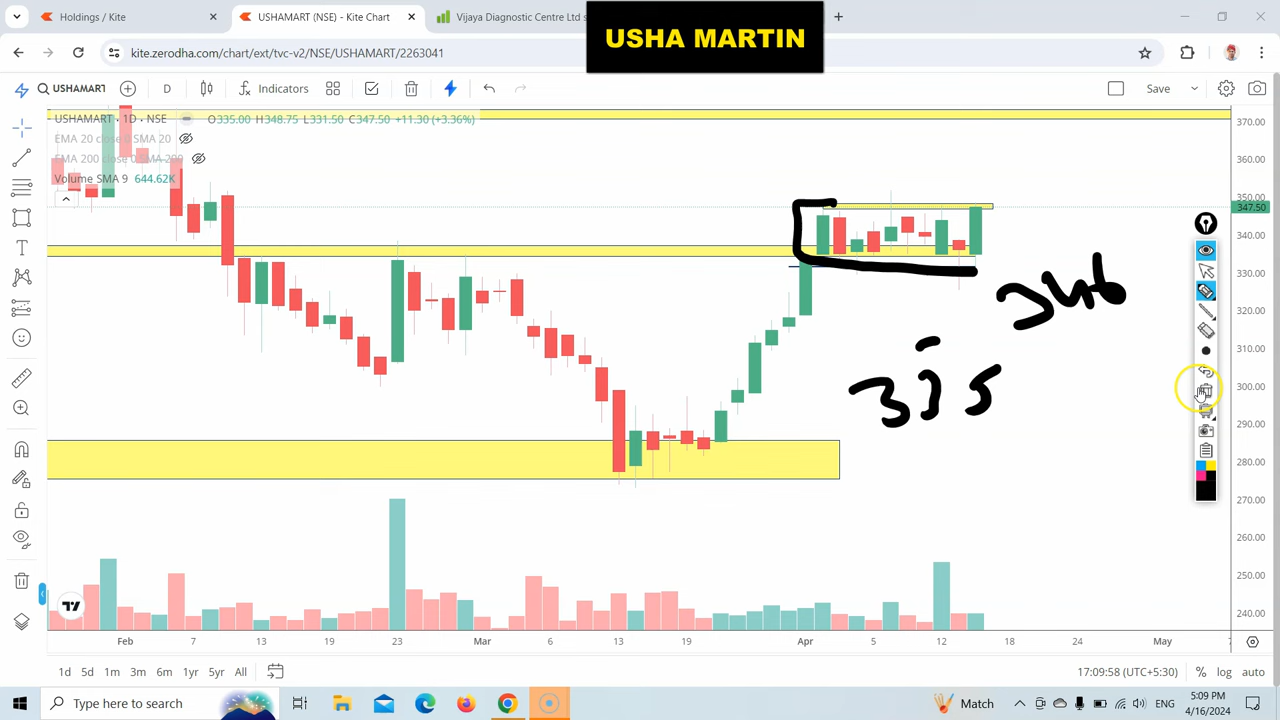 Holdings / Kite
USHAMART (NSE) - Kite Chart
Vijaya Diagnostic Centre Ltd s
USHA MARTIN
kite.zerodha.com/chart/ext/tvc-v2/NSE/USHAMART/2263041
USHAMART
D
Indicators
Save
USHAMART · 1D · NSE
O335.00 H348.75 L331.50 C347.50 +11.30 (+3.36%)
EMA 20 close 0 SMA 20
EMA 200 close 0 SMA 200
Volume SMA 9 644.62K
370.00
360.00
350.00
347.50
340.00
330.00
320.00
310.00
300.00
290.00
280.00
270.00
260.00
250.00
240.00
346
335
Feb 7 13 19 23 Mar 6 13 19 Apr 5 12 18 24 May
1d 5d 1m 3m 6m 1yr 5yr All
17:09:58 (UTC+5:30) % log auto
Type here to search
Match
ENG
5:09 PM
4/16/2024